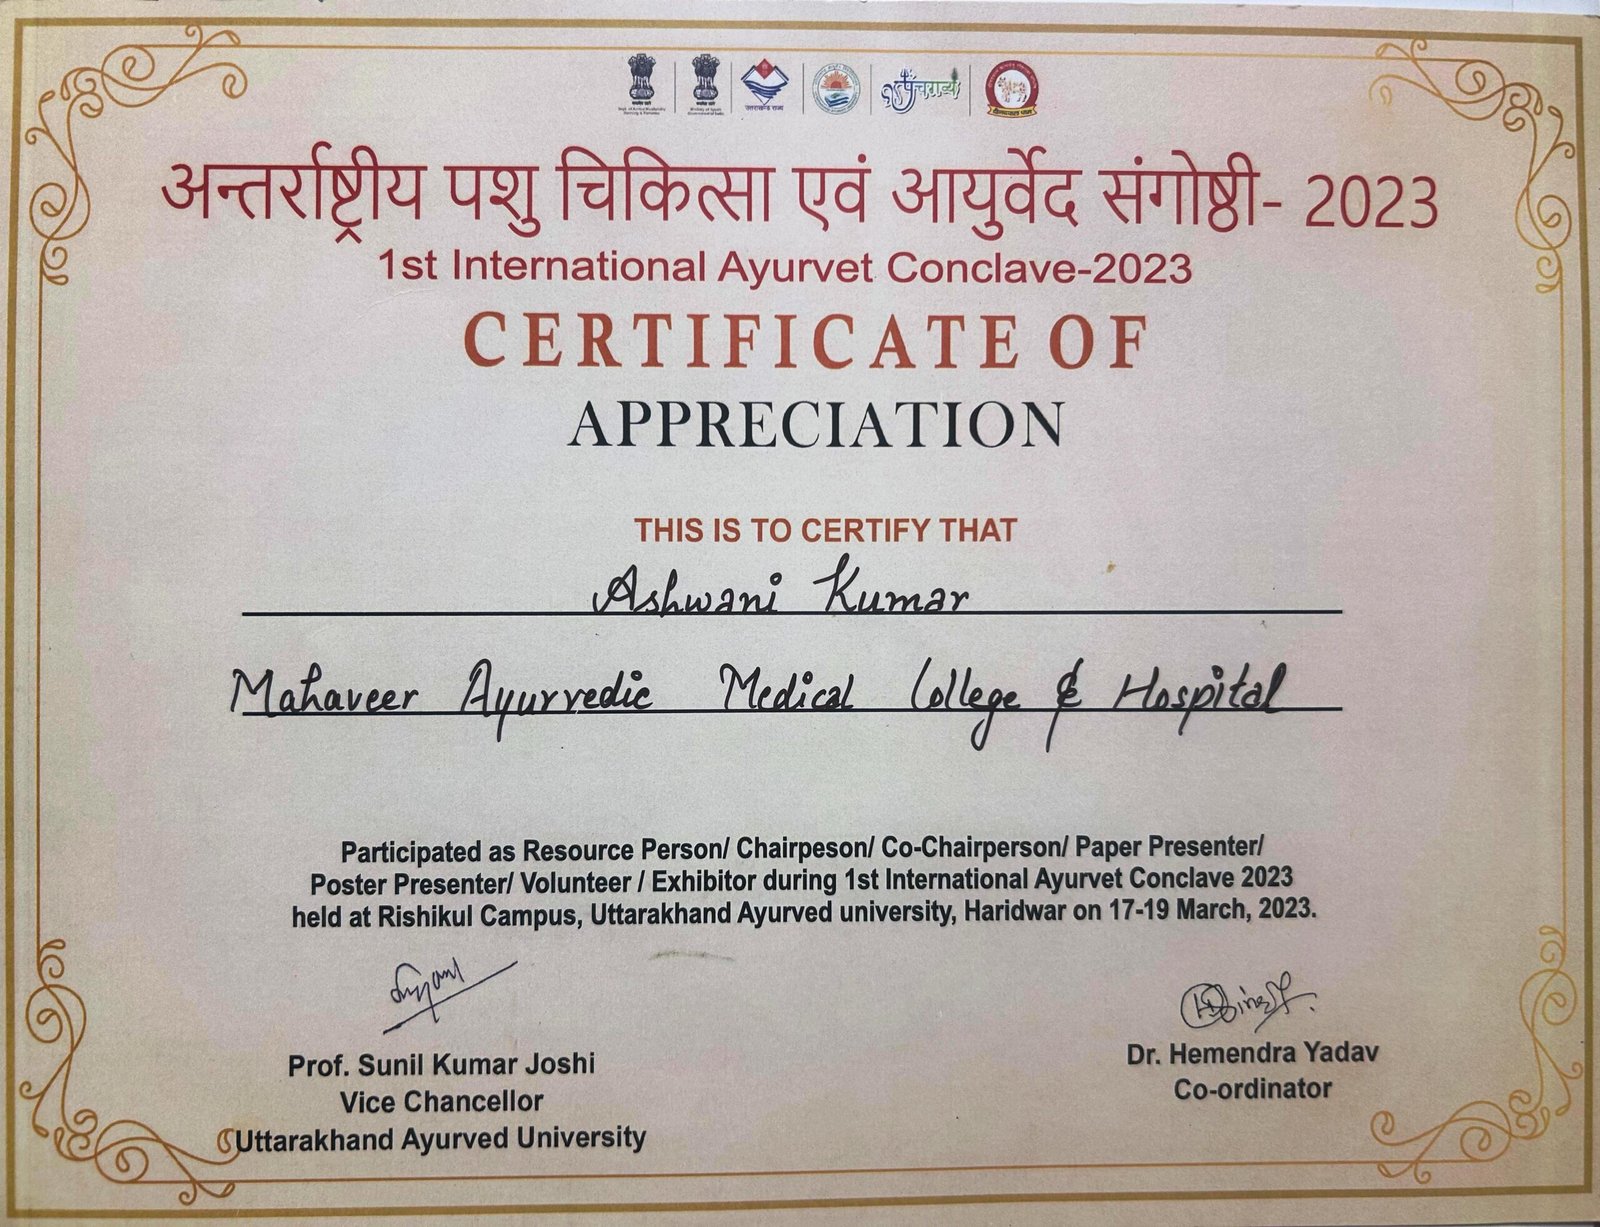 पंचगव्य
अन्तर्राष्ट्रीय पशु चिकित्सा एवं आयुर्वेद संगोष्ठी- 2023
1st International Ayurvet Conclave-2023
CERTIFICATE OF
APPRECIATION
THIS IS TO CERTIFY THAT
Ashwani Kumar
Mahaveer Ayurvedic Medical College & Hospital
Participated as Resource Person/ Chairpeson/ Co-Chairperson/ Paper Presenter/
Poster Presenter/ Volunteer / Exhibitor during 1st International Ayurvet Conclave 2023
held at Rishikul Campus, Uttarakhand Ayurved university, Haridwar on 17-19 March, 2023.
Prof. Sunil Kumar Joshi
Vice Chancellor
Uttarakhand Ayurved University
Dr. Hemendra Yadav
Co-ordinator